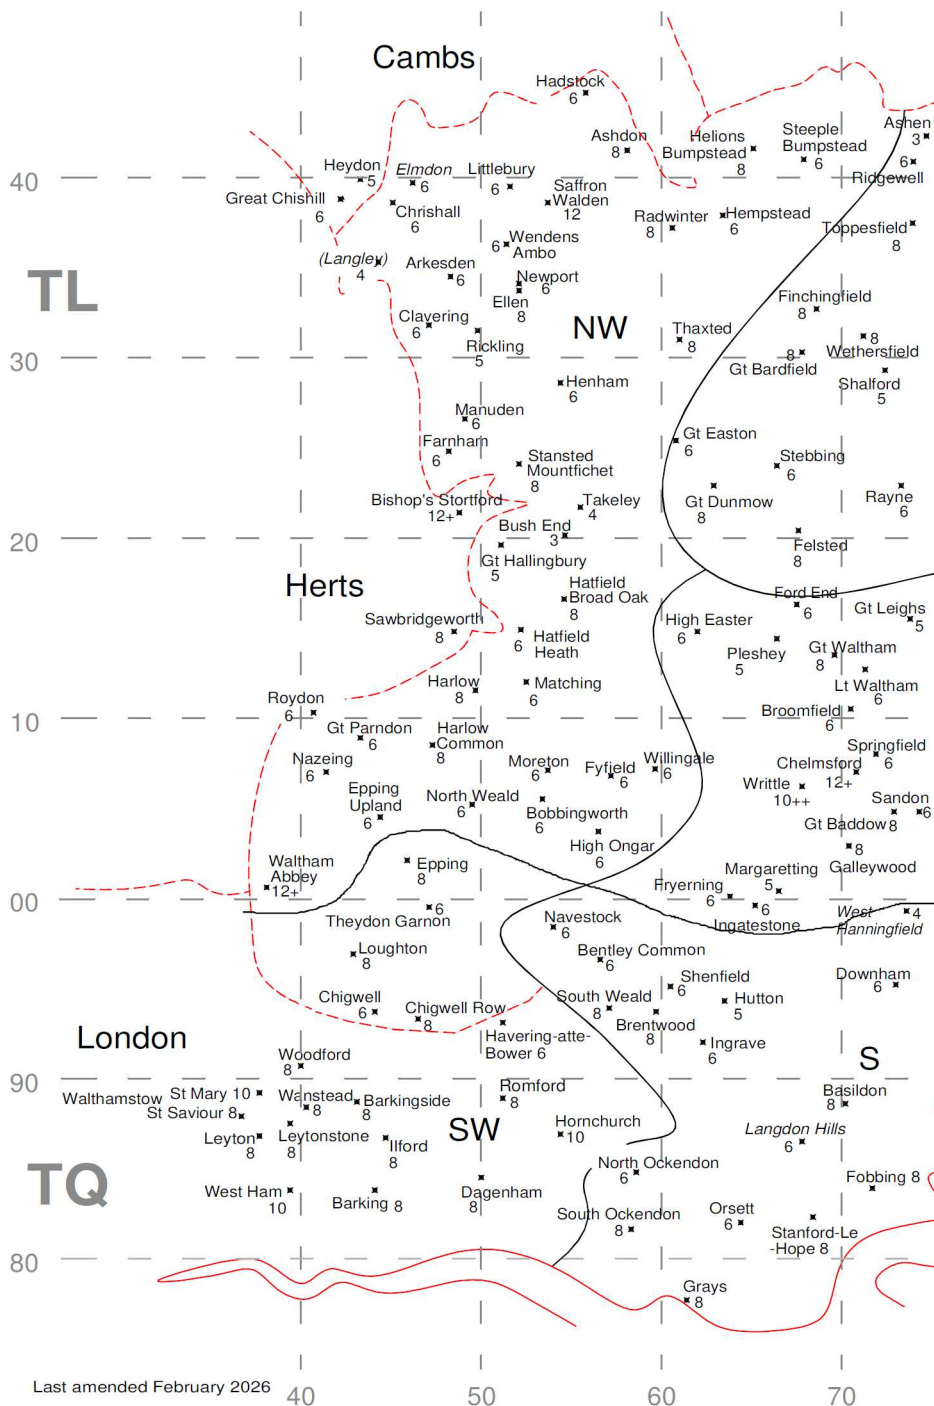 Cambs
Hadstock
6
Ashdon
8
Helions
Bumpstead
8
Steeple
Bumpstead
6
Ashen
3
6
Ridgewell
Heydon
5
Elmdon
6
Littlebury
6
40
Great Chishill
6
Chrishall
6
Saffron
Walden
12
Radwinter
8
Hempstead
6
Toppesfield
8
Wendens
6
Ambo
(Langley)
4
Arkesden
6
Newport
6
Ellen
8
TL
Finchingfield
8
Clavering
6
Rickling
5
NW
Thaxted
8
8
Wethersfield
8
Gt Bardfield
30
Shalford
5
Henham
6
Manuden
6
Farnham
6
Gt Easton
6
Stebbing
6
Stansted
Mountfichet
8
Bishop's Stortford
12+
Takeley
4
Gt Dunmow
8
Rayne
6
Bush End
3
20
Gt Hallingbury
5
Felsted
8
Herts
Hatfield
Broad Oak
8
Ford End
6
Gt Leighs
5
Sawbridgeworth
8
6
Hatfield
Heath
High Easter
6
Pleshey
5
Gt Waltham
8
Lt Waltham
6
Harlow
8
Matching
6
Roydon
6
10
Broomfield
6
Gt Parndon
6
Harlow
Common
8
Nazeing
6
Moreton
6
Fyfield
6
Willingale
6
Springfield
6
Chelmsford
12+
Writtle
10++
Epping
Upland
6
North Weald
6
Bobbingworth
6
Sandon
8
6
Gt Baddow
High Ongar
6
8
Galleywood
Waltham
Abbey
12+
Epping
8
Margaretting
5
Fryerning
6
00
6
Theydon Garnon
6
Ingatestone
West
4
Hanningfield
Navestock
6
Loughton
8
Bentley Common
6
Chigwell
6
Chigwell Row
8
Shenfield
6
Hutton
5
Downham
6
South Weald
8
Brentwood
8
Havering-atte-
Bower 6
London
Ingrave
6
S
Woodford
8
90
Walthamstow
St Mary 10
St Saviour 8
Wanstead
8
Barkingside
8
Romford
8
Basildon
8
Leyton
8
Leytonstone
8
Ilford
8
SW
Hornchurch
10
Langdon Hills
6
TQ
West Ham
10
Barking 8
Dagenham
8
North Ockendon
6
Fobbing 8
South Ockendon
8
Orsett
6
Stanford-Le
-Hope 8
80
Grays
8
Last amended February 2026
40
50
60
70